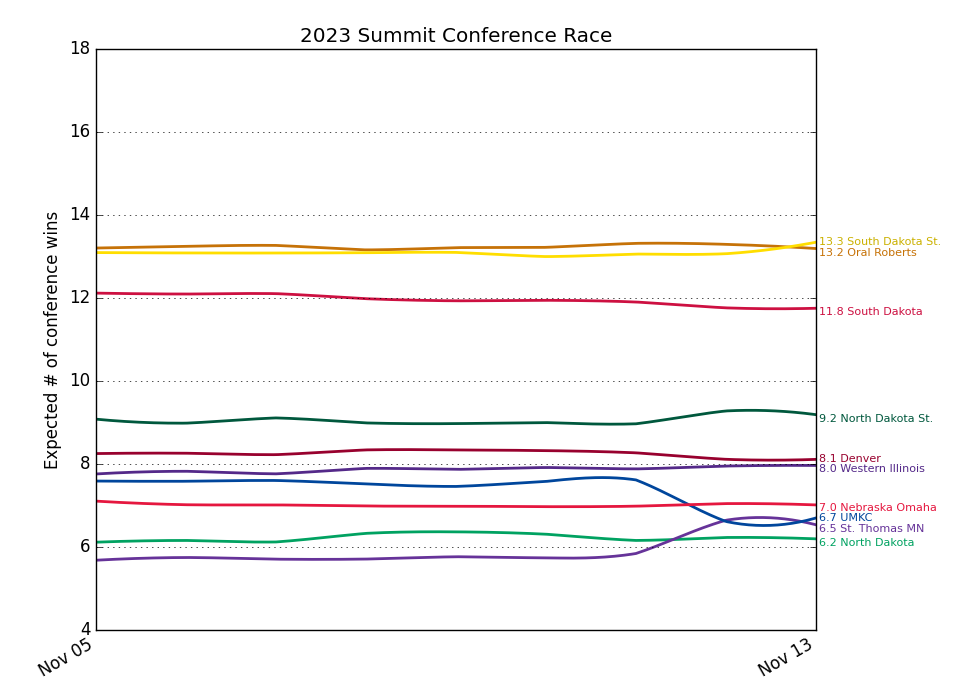 2023 Summit Conference Race
Expected # of conference wins
18
16
14
12
10
8
6
4
Nov 05
Nov 13
13.3 South Dakota St.
13.2 Oral Roberts
11.8 South Dakota
9.2 North Dakota St.
8.1 Denver
8.0 Western Illinois
7.0 Nebraska Omaha
6.7 UMKC
6.5 St. Thomas MN
6.2 North Dakota